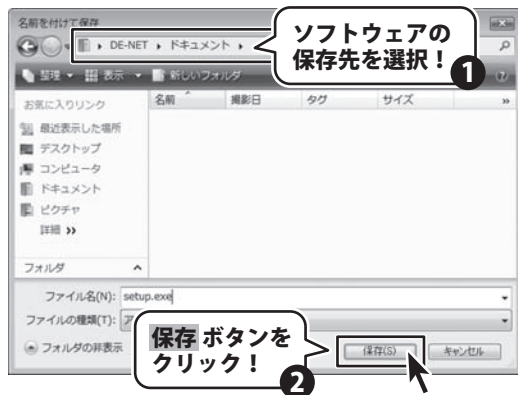 名前を付けて保存
DE-NET ▸ ドキュメント ▸
ソフトウェアの
保存先を選択！
1
整理 表示 新しいフォルダ
お気に入りリンク
名前 撮影日 タグ サイズ »
最近表示した場所
デスクトップ
コンピュータ
ドキュメント
ピクチャ
詳細 »
フォルダ
ファイル名(N): setup.exe
ファイルの種類(T):
保存 ボタンを
クリック！
2
フォルダの非表示
保存(S) キャンセル